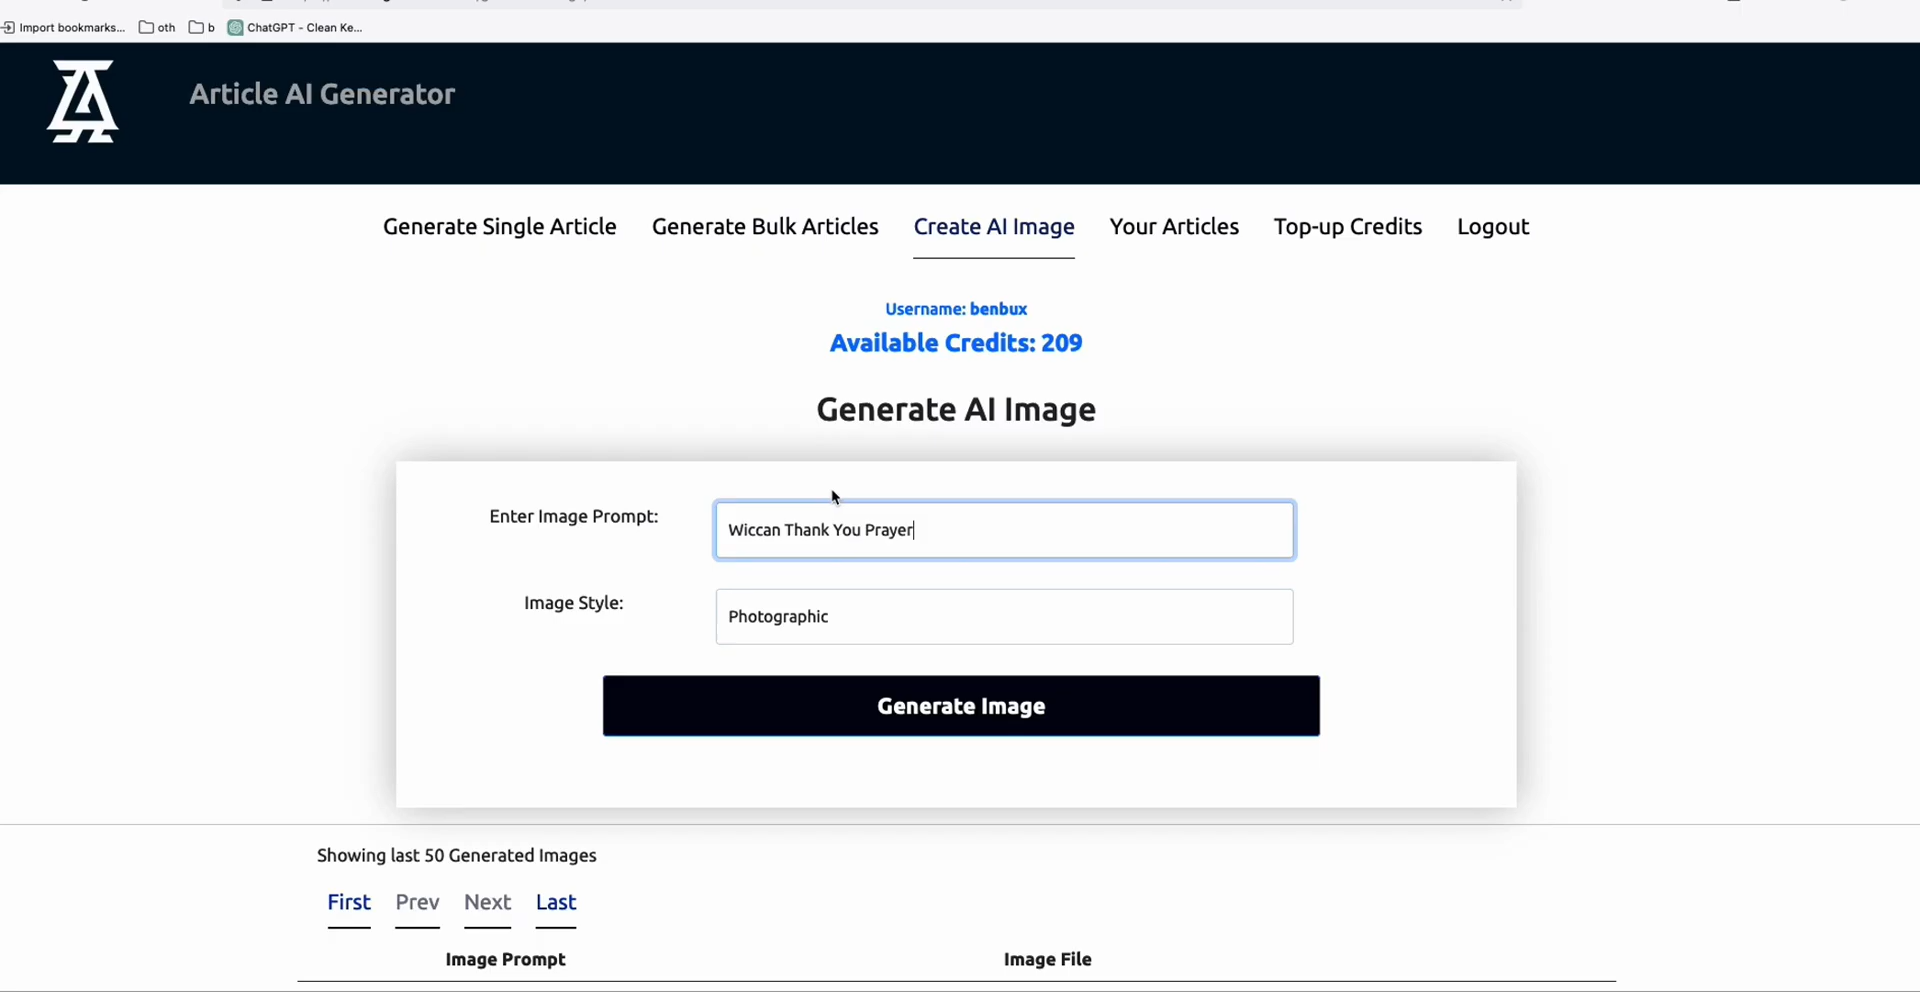 Import bookmarks... oth b ChatGPT - Clean Ke...
Article AI Generator
Generate Single Article Generate Bulk Articles Create AI Image Your Articles Top-up Credits Logout
Username: benbux
Available Credits: 209
Generate AI Image
Enter Image Prompt: Wiccan Thank You Prayer
Image Style: Photographic
Generate Image
Showing last 50 Generated Images
First Prev Next Last
Image Prompt Image File